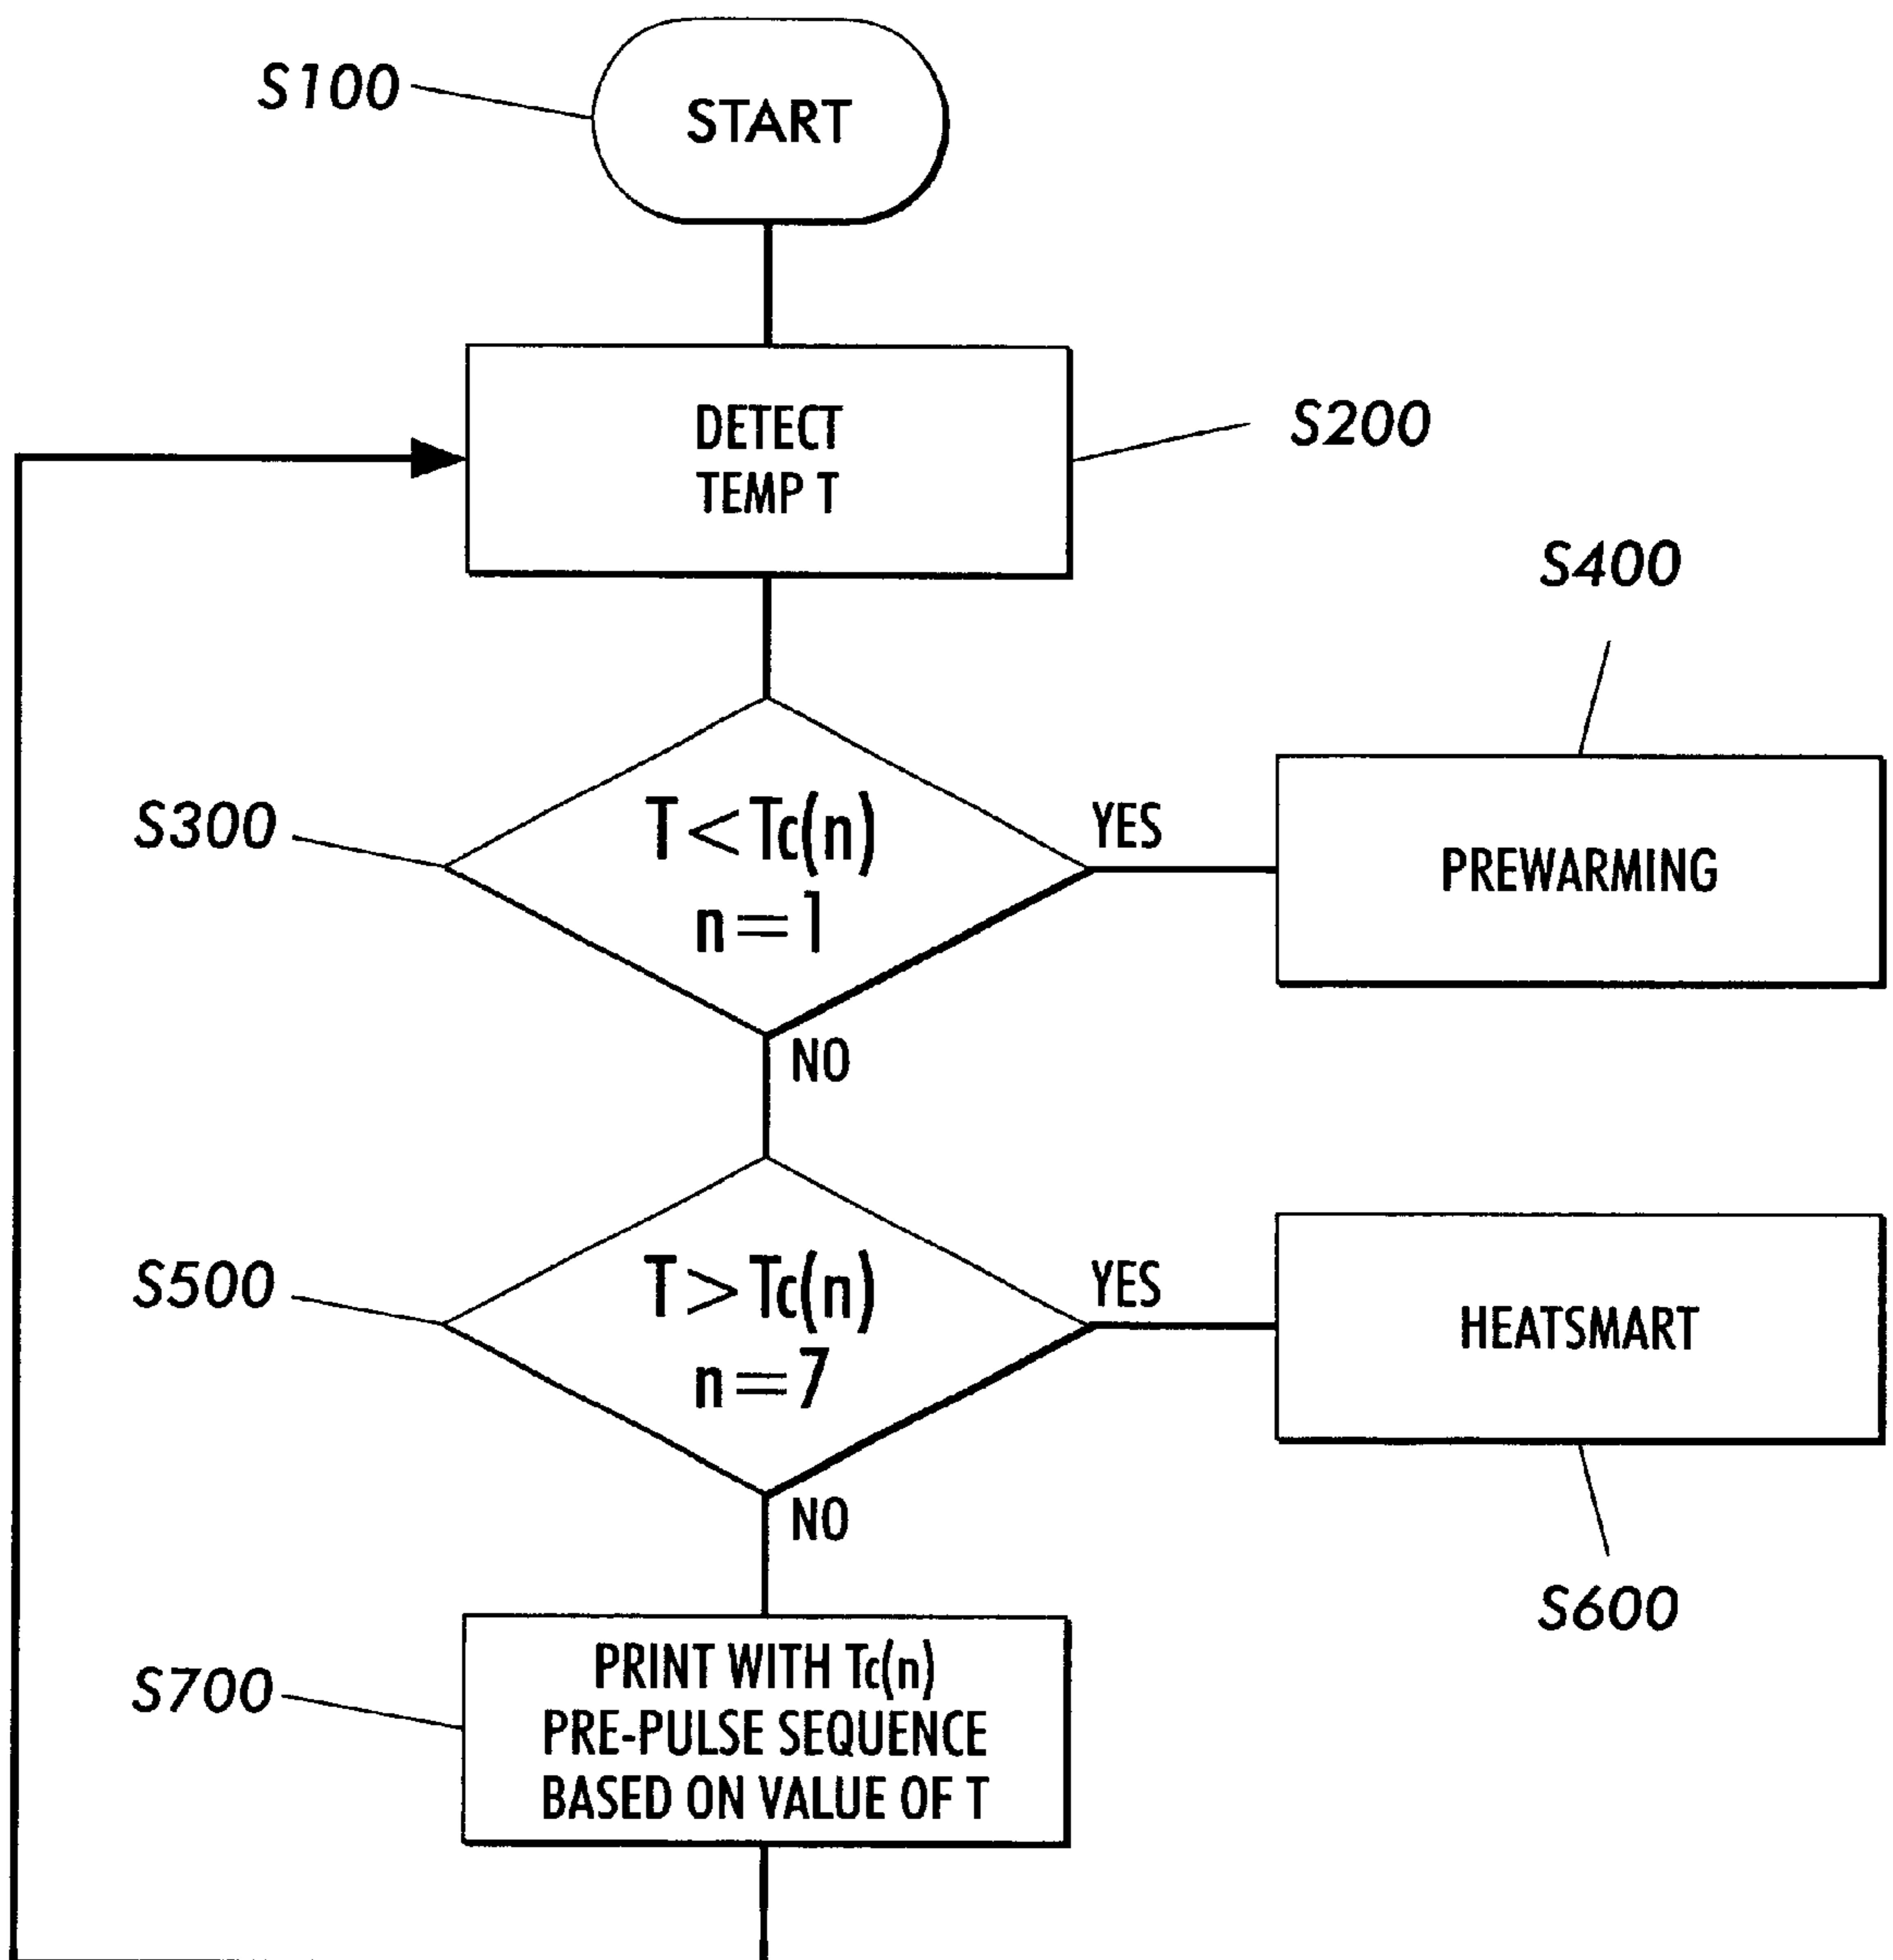 S100
START
DETECT
TEMP T
S200
S400
S300
T < Tc(n)
n=1
YES
PREWARMING
NO
S500
T > Tc(n)
n=7
YES
HEATSMART
NO
S600
S700
PRINT WITH Tc(n)
PRE-PULSE SEQUENCE
BASED ON VALUE OF T